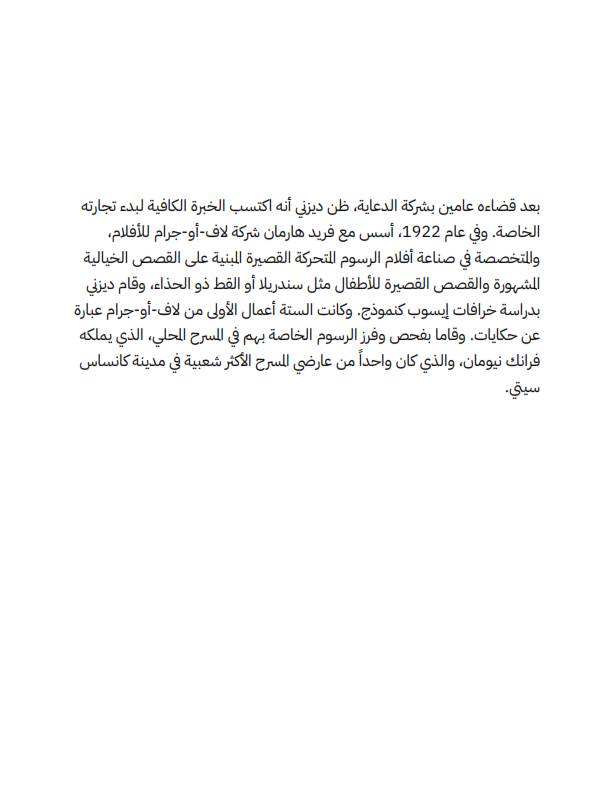 بعد قضاءه عامين بشركة الدعاية، ظن ديزني أنه اكتسب الخبرة الكافية لبدء تجارته
الخاصة. وفي عام 1922، أسس مع فريد هارمان شركة لاف-أو-جرام للأفلام،
والمتخصصة في صناعة أفلام الرسوم المتحركة القصيرة المبنية على القصص الخيالية
المشهورة والقصص القصيرة للأطفال مثل سندريلا أو القط ذو الحذاء، وقام ديزني
بدراسة خرافات إيسوب كنموذج. وكانت الستة أعمال الأولى من لاف-أو-جرام عبارة
عن حكايات. وقاما بفحص وفرز الرسوم الخاصة بهم في المسرح المحلي، الذي يملكه
فرانك نيومان، والذي كان واحداً من عارضي المسرح الأكثر شعبية في مدينة كانساس
سيتي.